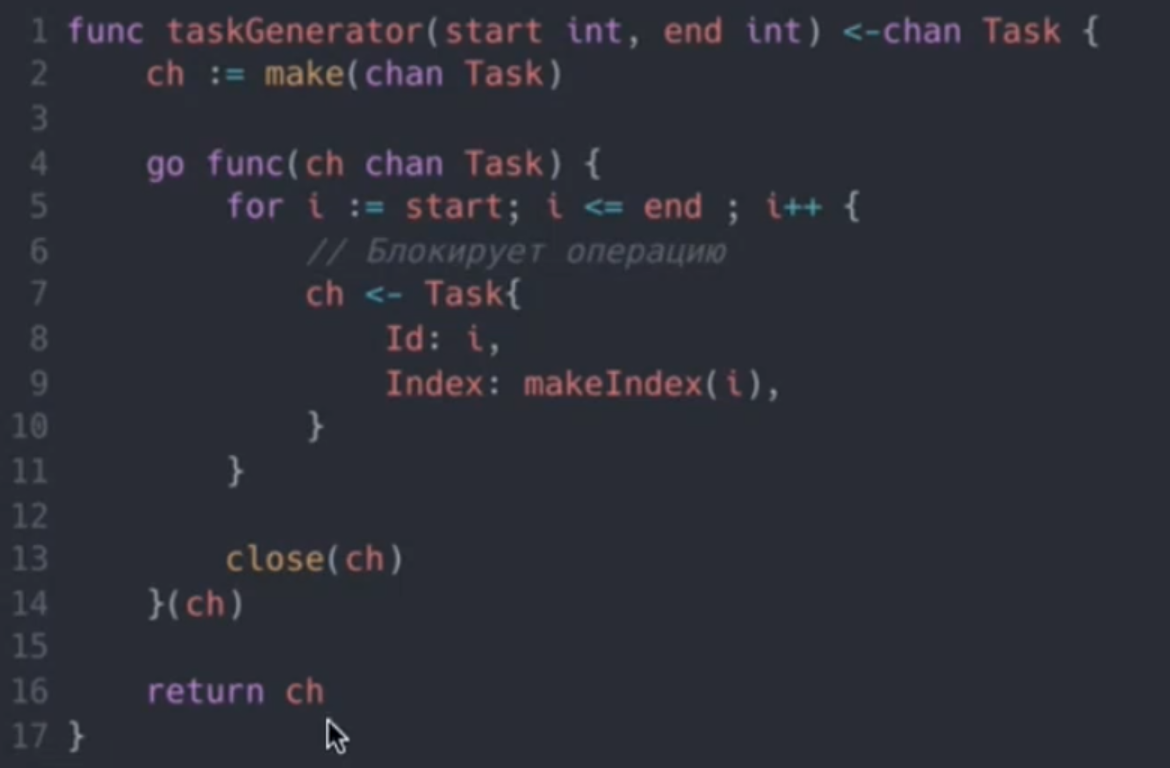 1 func taskGenerator(start int, end int) <-chan Task {
2 ch := make(chan Task)
3
4 go func(ch chan Task) {
5 for i := start; i <= end ; i++ {
6 // Блокирует операцию
7 ch <- Task{
8 Id: i,
9 Index: makeIndex(i),
10 }
11 }
12
13 close(ch)
14 }(ch)
15
16 return ch
17 }